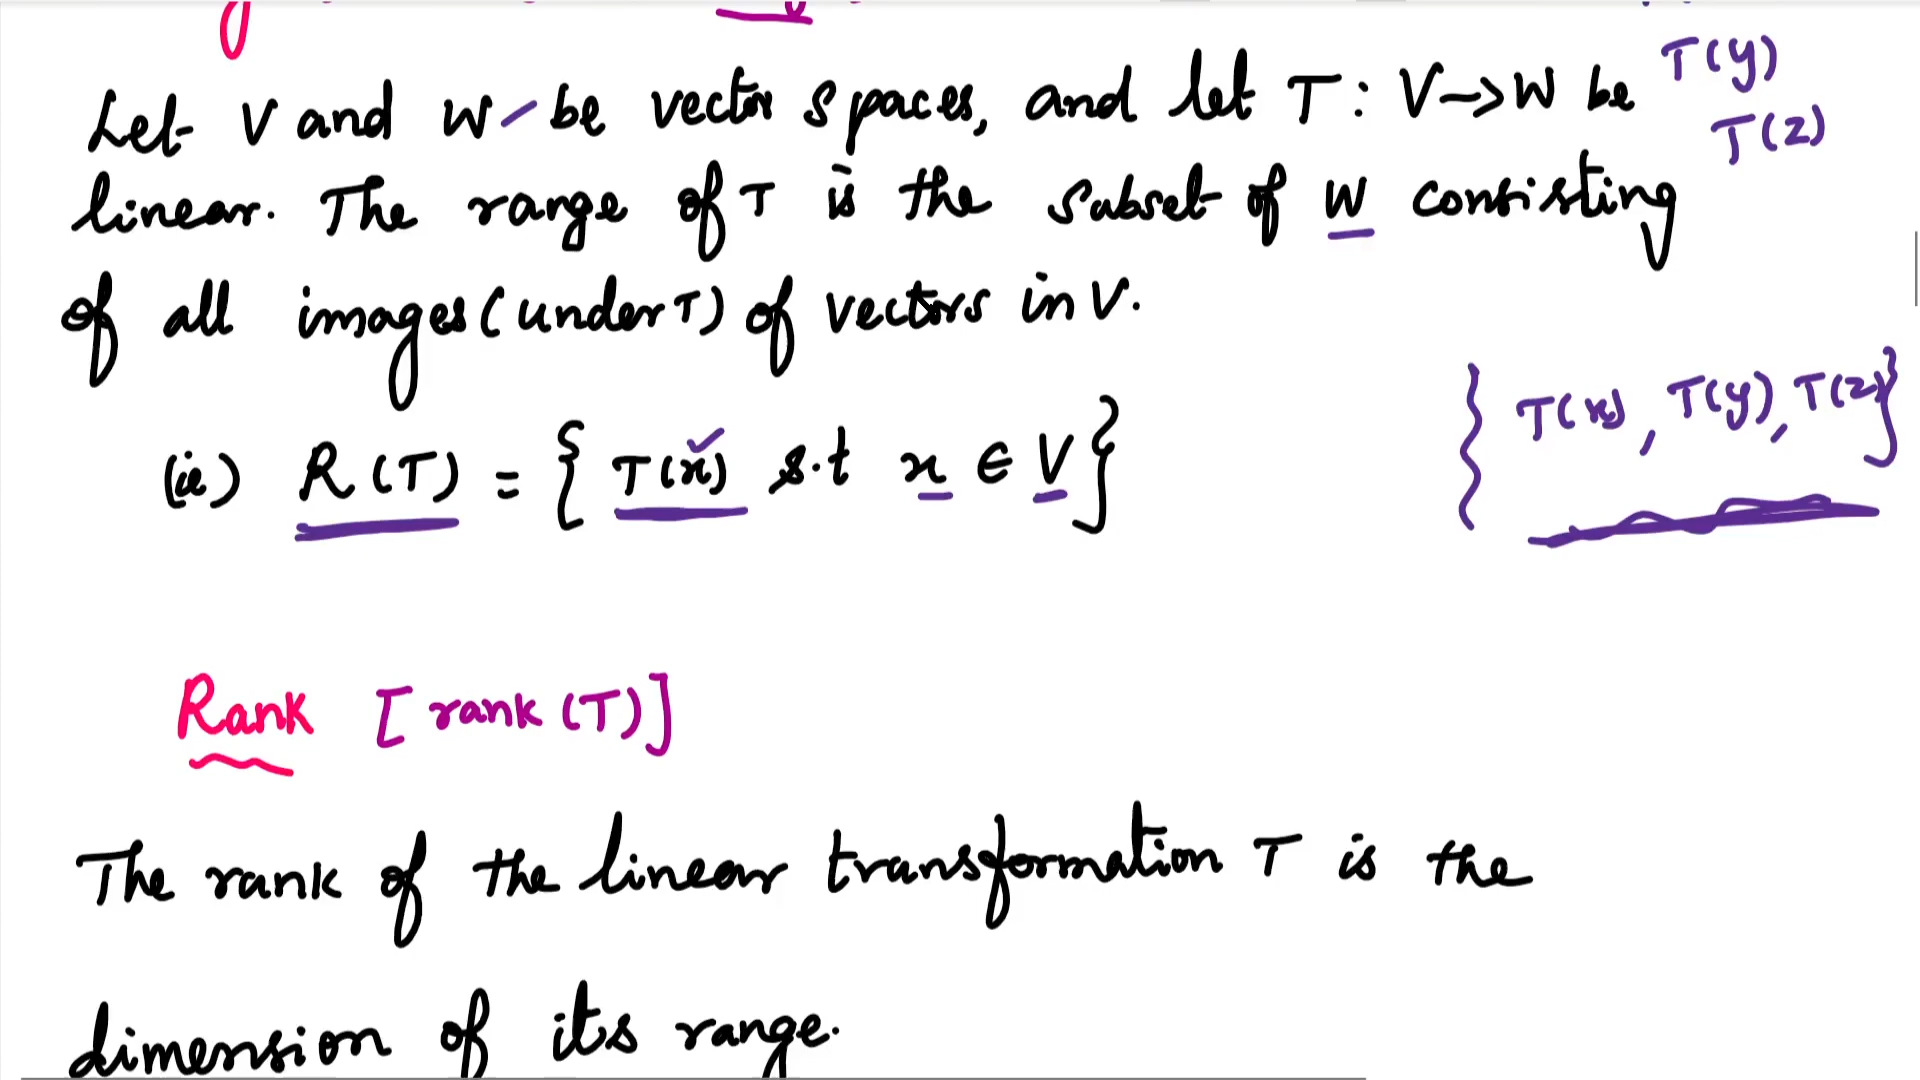 Let V and W be vector spaces, and let T : V→W be T(y)
T(z)
linear. The range of T is the subset of W consisting
of all images (under T) of vectors in V.
{ T(x), T(y), T(z) }
(ie) R(T) = { T(x) s.t x ∈ V }
Rank [rank (T)]
The rank of the linear transformation T is the
dimension of its range.